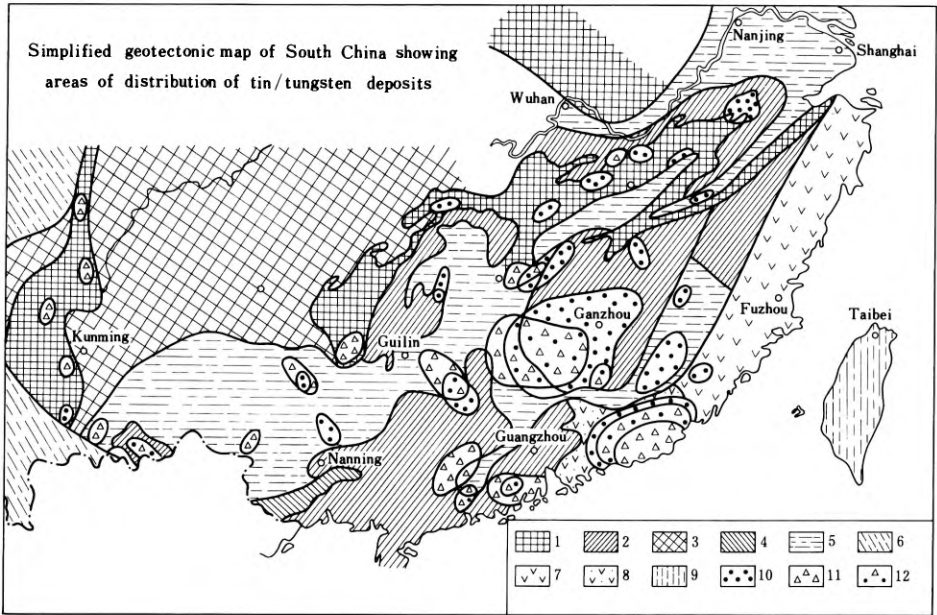 Simplified geotectonic map of South China showing
areas of distribution of tin/tungsten deposits
Nanjing
Shanghai
Wuhan
Fuzhou
Taibei
Ganzhou
Kunming
Guilin
Guangzhou
Nanning
1 2 3 4 5 6
7 8 9 10 11 12